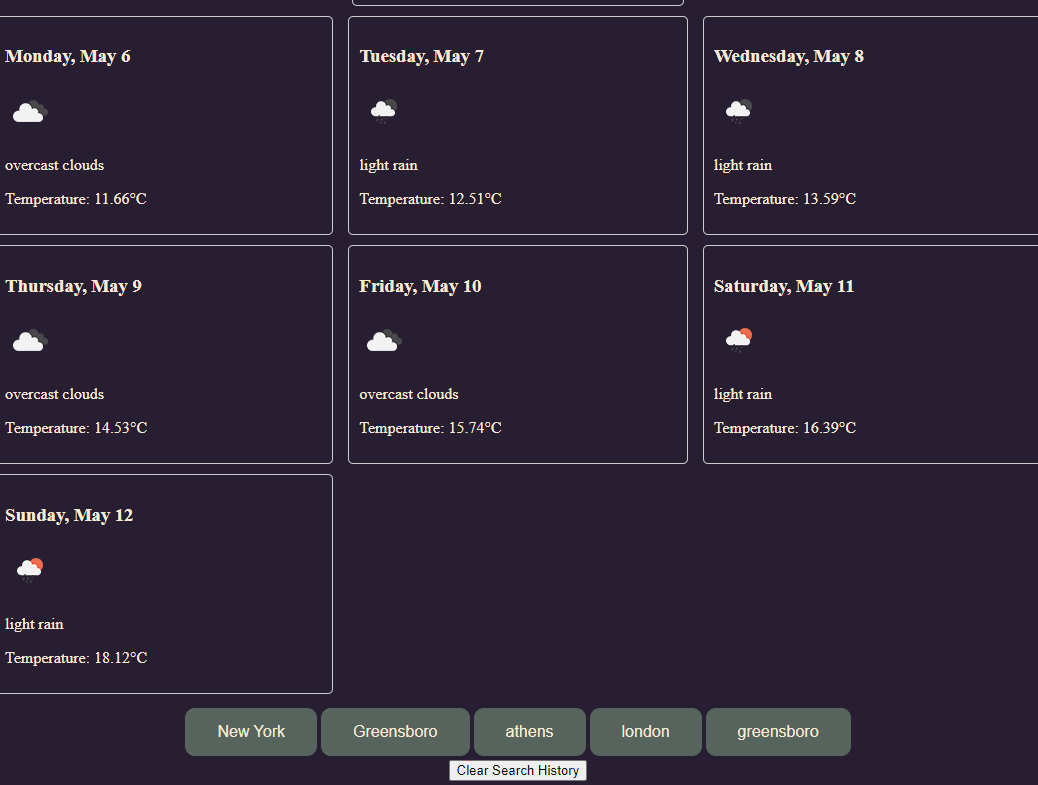 Monday, May 6
overcast clouds
Temperature: 11.66°C
Tuesday, May 7
light rain
Temperature: 12.51°C
Wednesday, May 8
light rain
Temperature: 13.59°C
Thursday, May 9
overcast clouds
Temperature: 14.53°C
Friday, May 10
overcast clouds
Temperature: 15.74°C
Saturday, May 11
light rain
Temperature: 16.39°C
Sunday, May 12
light rain
Temperature: 18.12°C
New York
Greensboro
athens
london
greensboro
Clear Search History